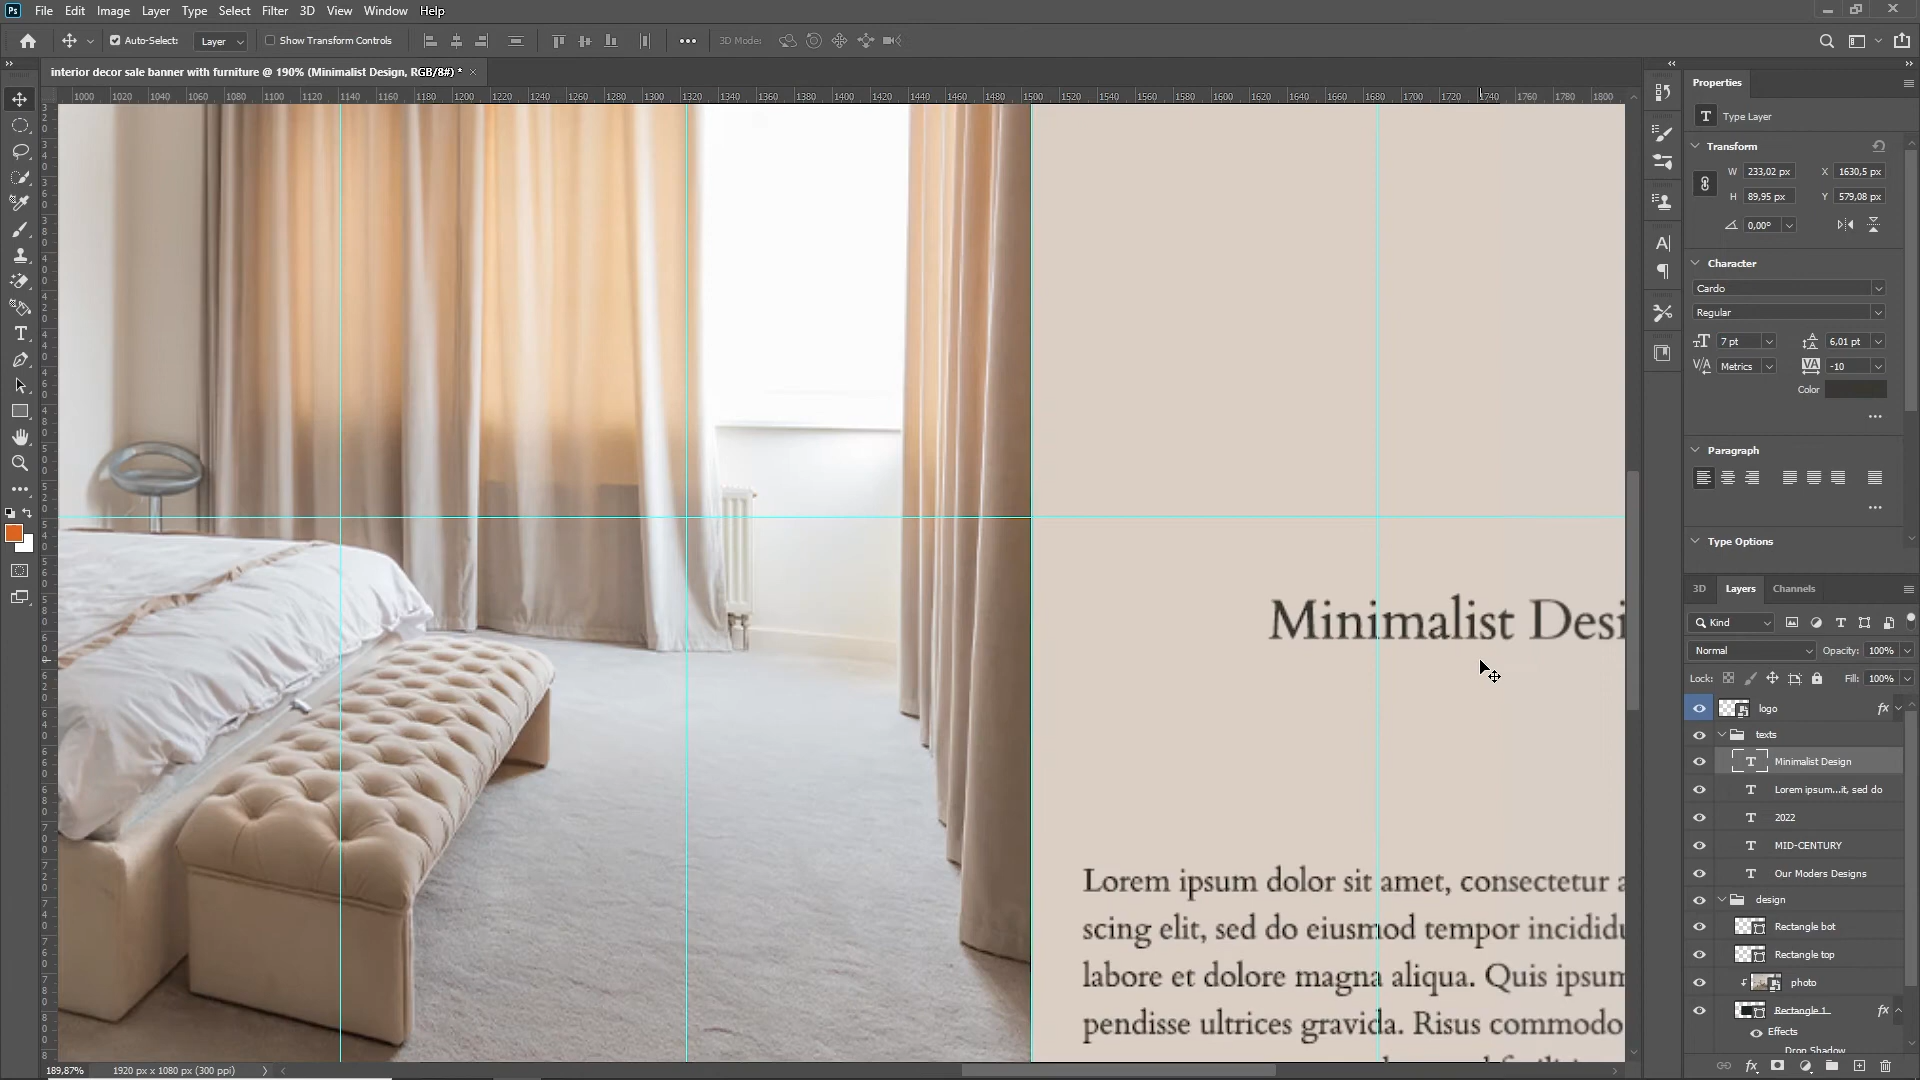 Ps File Edit Image Layer Type Select Filter 3D View Window Help
Auto-Select: Layer Show Transform Controls 3D Mode:
interior decor sale banner with furniture @ 190% (Minimalist Design, RGB/8#) *
1000 1020 1040 1060 1080 1100 1120 1140 1160 1180 1200 1220 1240 1260 1280 1300 1320 1340 1360 1380 1400 1420 1440 1460 1480 1500 1520 1540 1560 1580 1600 1620 1640 1660 1680 1700 1720 1740 1760 1780 1800
Minimalist Desi
Lorem ipsum dolor sit amet, consectetur a
scing elit, sed do eiusmod tempor incididu
labore et dolore magna aliqua. Quis ipsum
pendisse ultrices gravida. Risus commodo
189,87% 1920 px x 1080 px (300 ppi)
Properties
T Type Layer
Transform
W 233,02 px X 1630,5 px
H 89,95 px Y 579,08 px
0,00°
Character
Cardo
Regular
7 pt 6,01 pt
Metrics -10
Color
Paragraph
Type Options
3D Layers Channels
Kind
Normal Opacity: 100%
Lock: Fill: 100%
logo fx
texts
T Minimalist Design
T Lorem ipsum...it, sed do
T 2022
T MID-CENTURY
T Our Moders Designs
design
Rectangle bot
Rectangle top
photo
Rectangle 1 fx
Effects
Drop Shadow